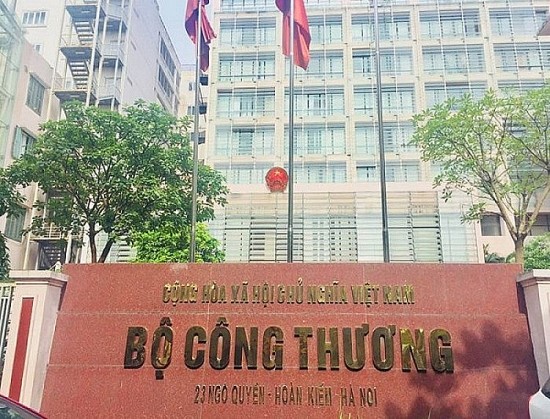 CỘNG HÒA XÃ HỘI CHỦ NGHĨA VIỆT NAM
BỘ CÔNG THƯƠNG
23 NGÔ QUYỀN - HOÀN KIẾM HÀ NỘI